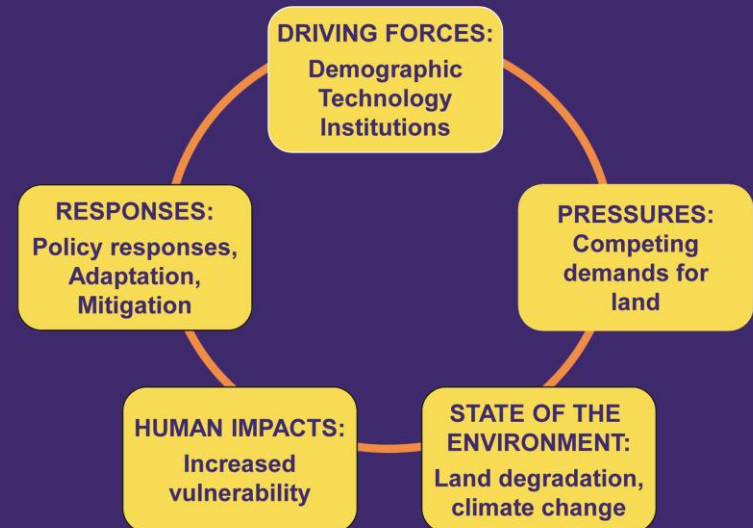 DRIVING FORCES:
Demographic
Technology
Institutions
PRESSURES:
Competing
demands for
land
STATE OF THE
ENVIRONMENT:
Land degradation,
climate change
HUMAN IMPACTS:
Increased
vulnerability
RESPONSES:
Policy responses,
Adaptation,
Mitigation